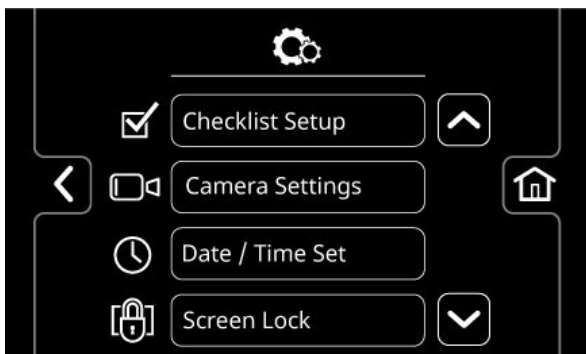 Checklist Setup
Camera Settings
Date / Time Set
Screen Lock